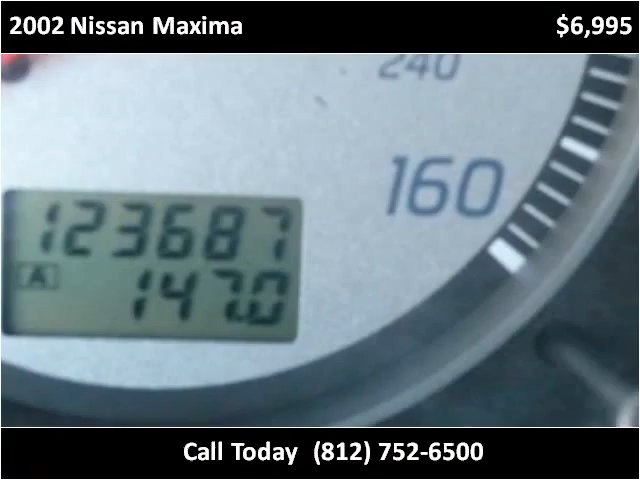 2002 Nissan Maxima $6,995
240
160
123687
A 147.0
Call Today (812) 752-6500